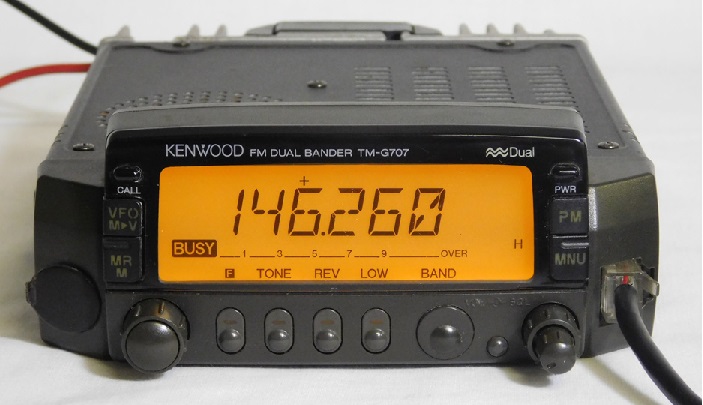 KENWOOD FM DUAL BANDER TM-G707 Dual
CALL
PWR
VFO
M▶V
MR
M
+
146.260
BUSY 1 3 5 7 9 OVER
H
F TONE REV LOW BAND
PM
MNU